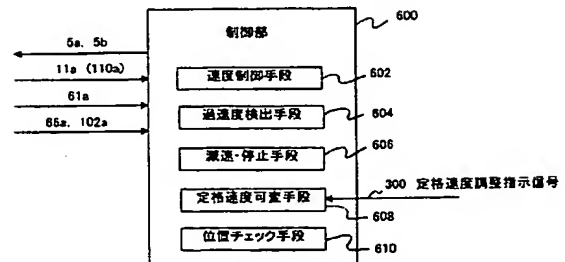 制御部
600
5a、5b
11a (110a)
61a
65a、102a
速度制御手段
602
過速度検出手段
604
減速・停止手段
606
定格速度可変手段
608
300 定格速度調整指示信号
位置チェック手段
610